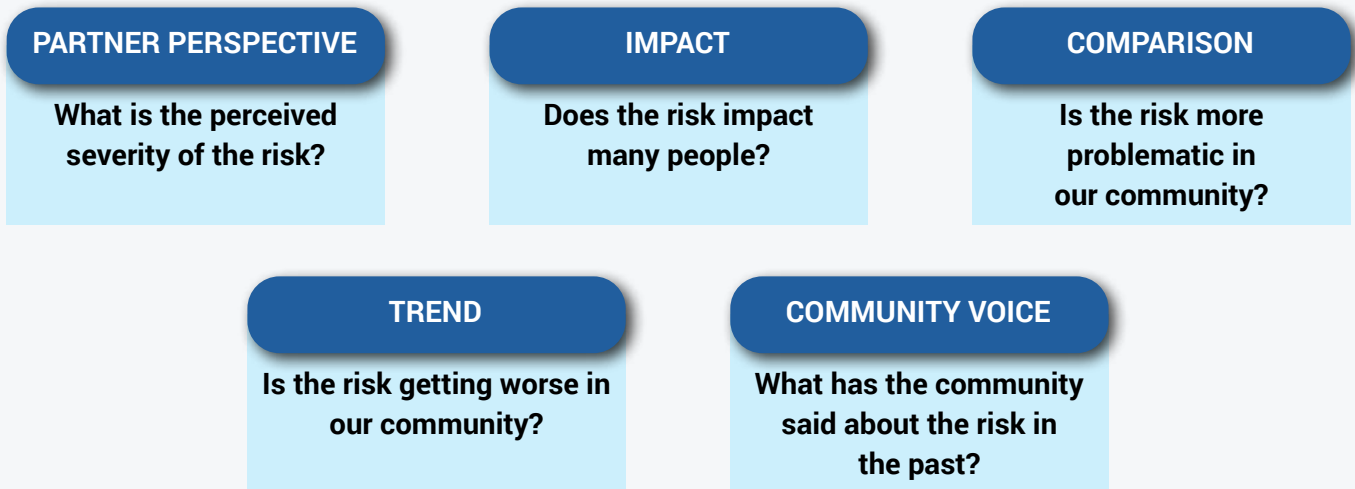 PARTNER PERSPECTIVE
What is the perceived
severity of the risk?
IMPACT
Does the risk impact
many people?
COMPARISON
Is the risk more
problematic in
our community?
TREND
Is the risk getting worse in
our community?
COMMUNITY VOICE
What has the community
said about the risk in
the past?